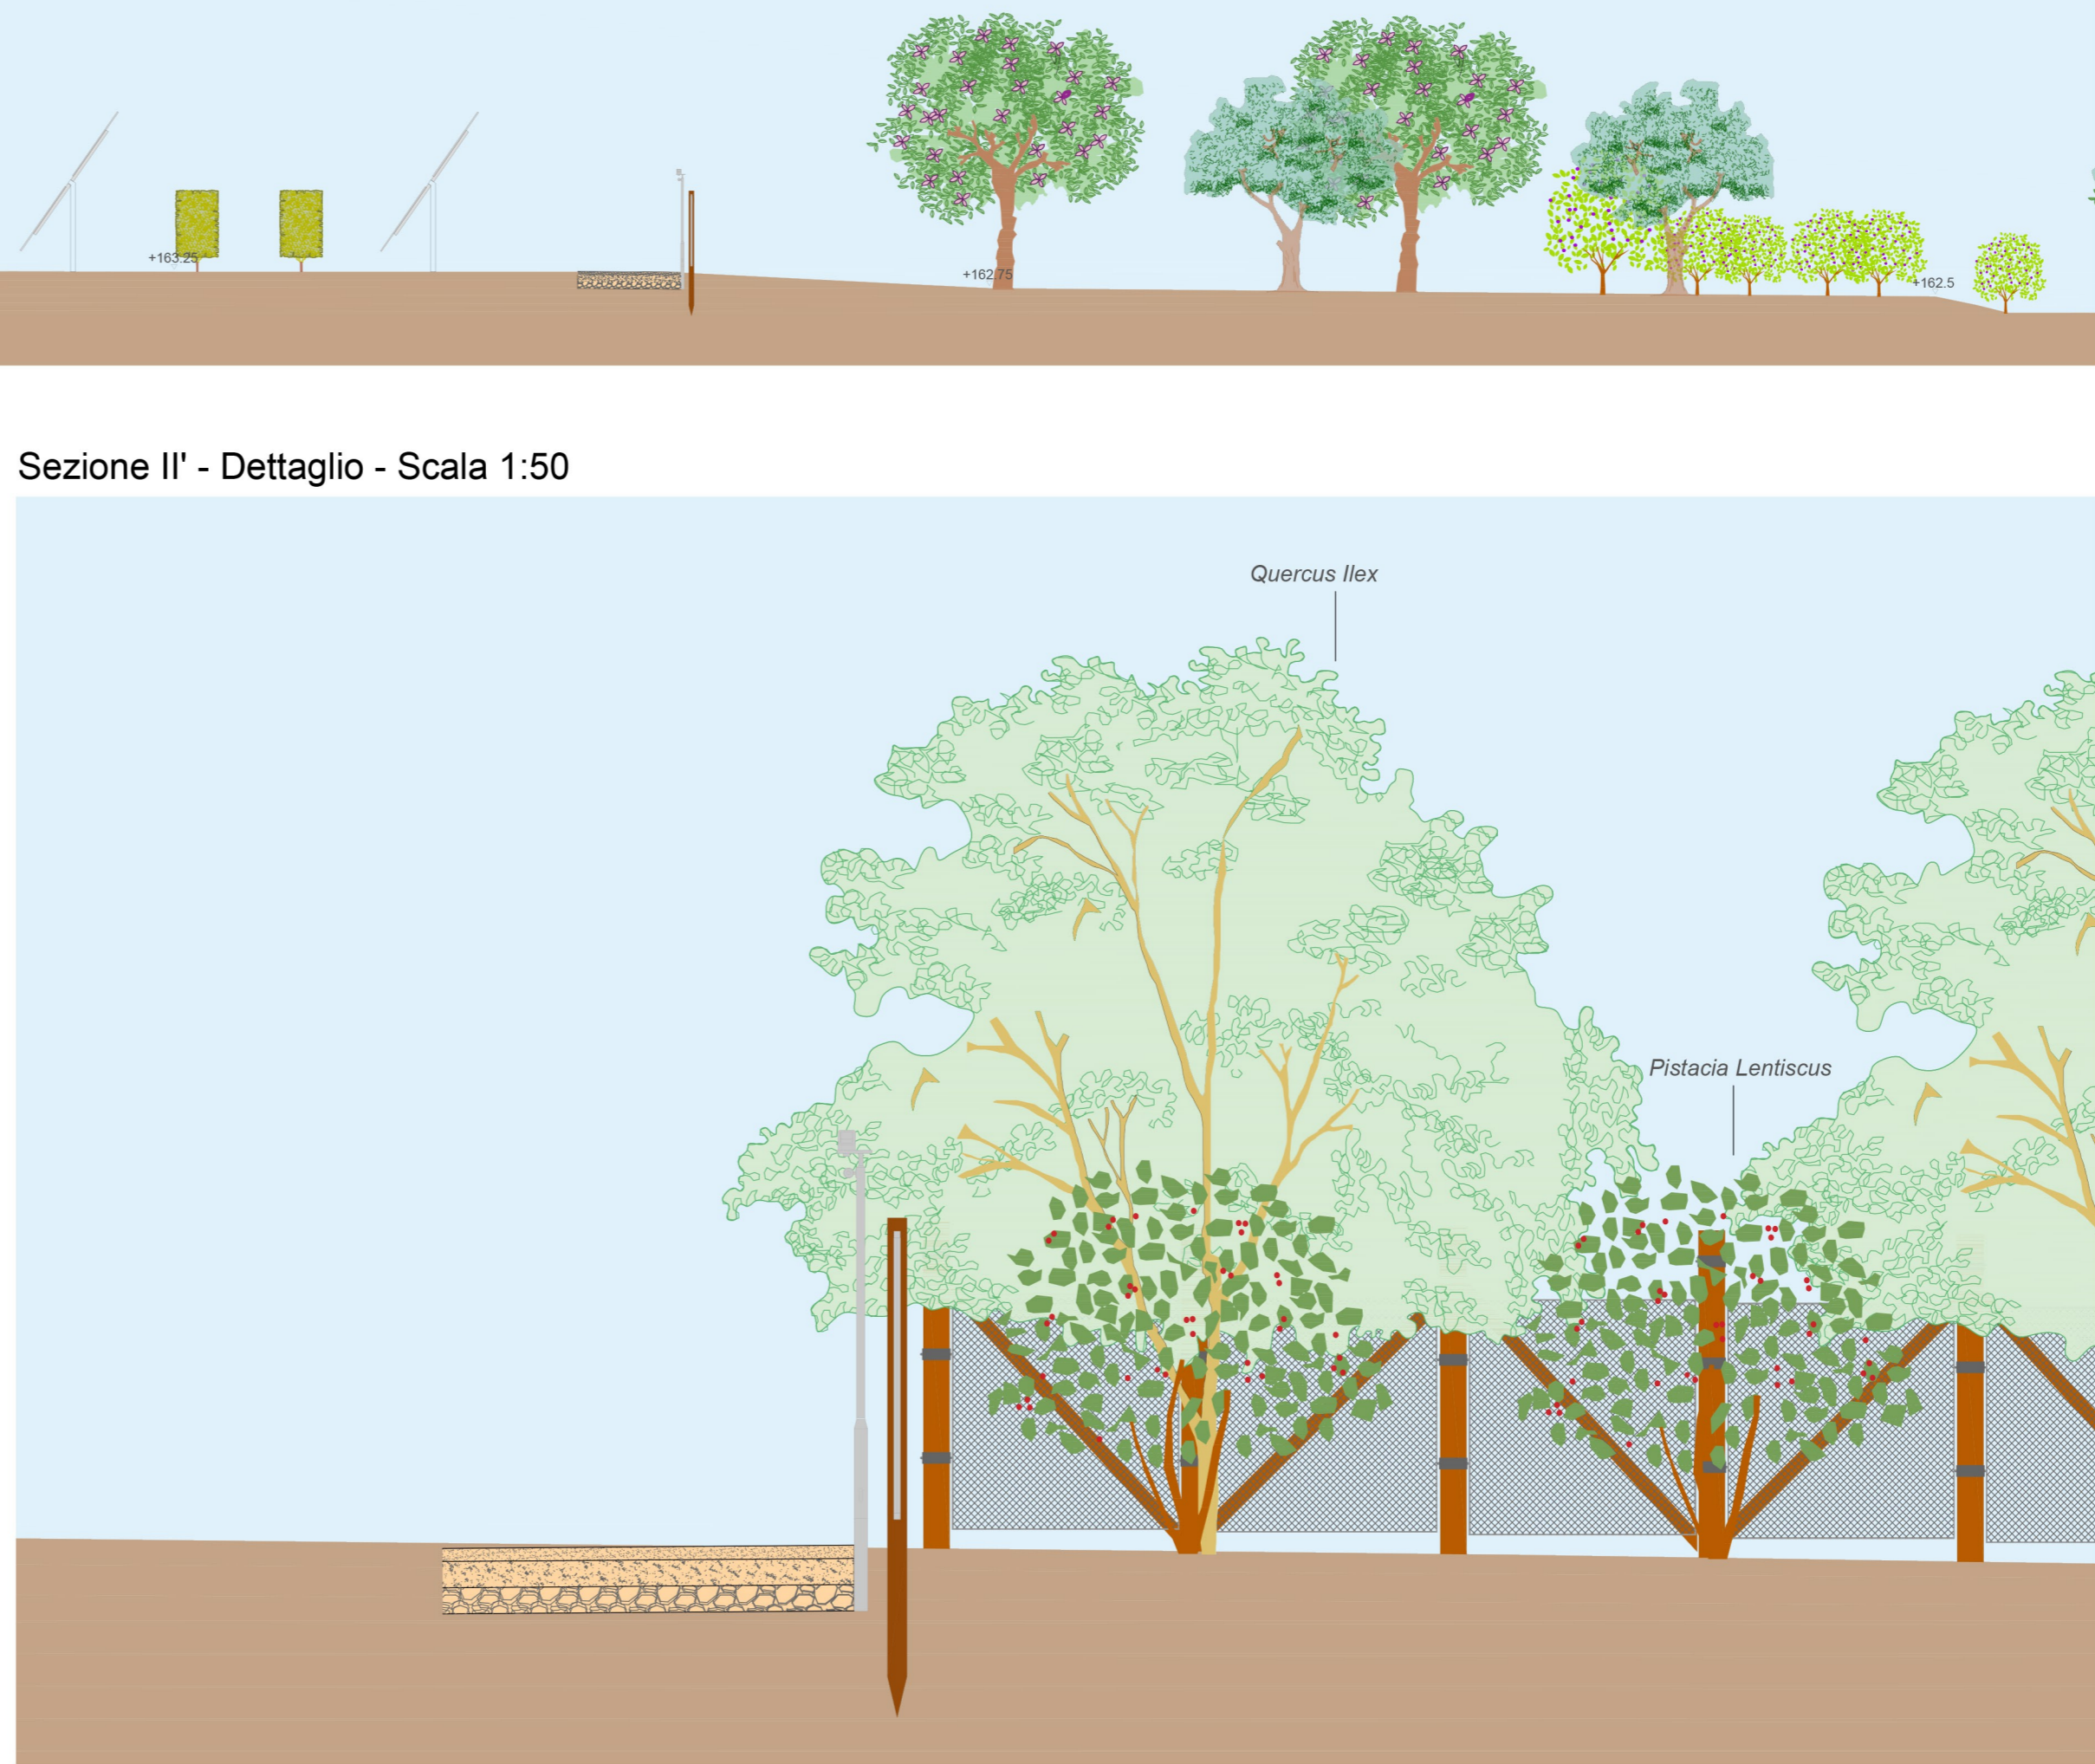 +163.25
+162.75
+162.5
Sezione II' - Dettaglio - Scala 1:50
Quercus Ilex
Pistacia Lentiscus